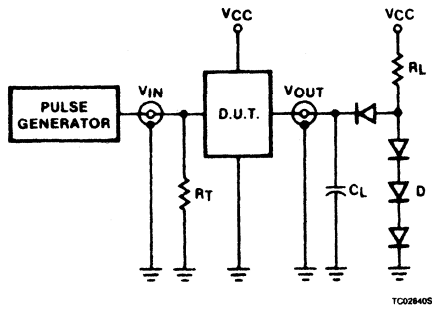 VCC
VCC
RL
VIN
VOUT
PULSE
GENERATOR
D.U.T.
RT
CL
D
TC02840S